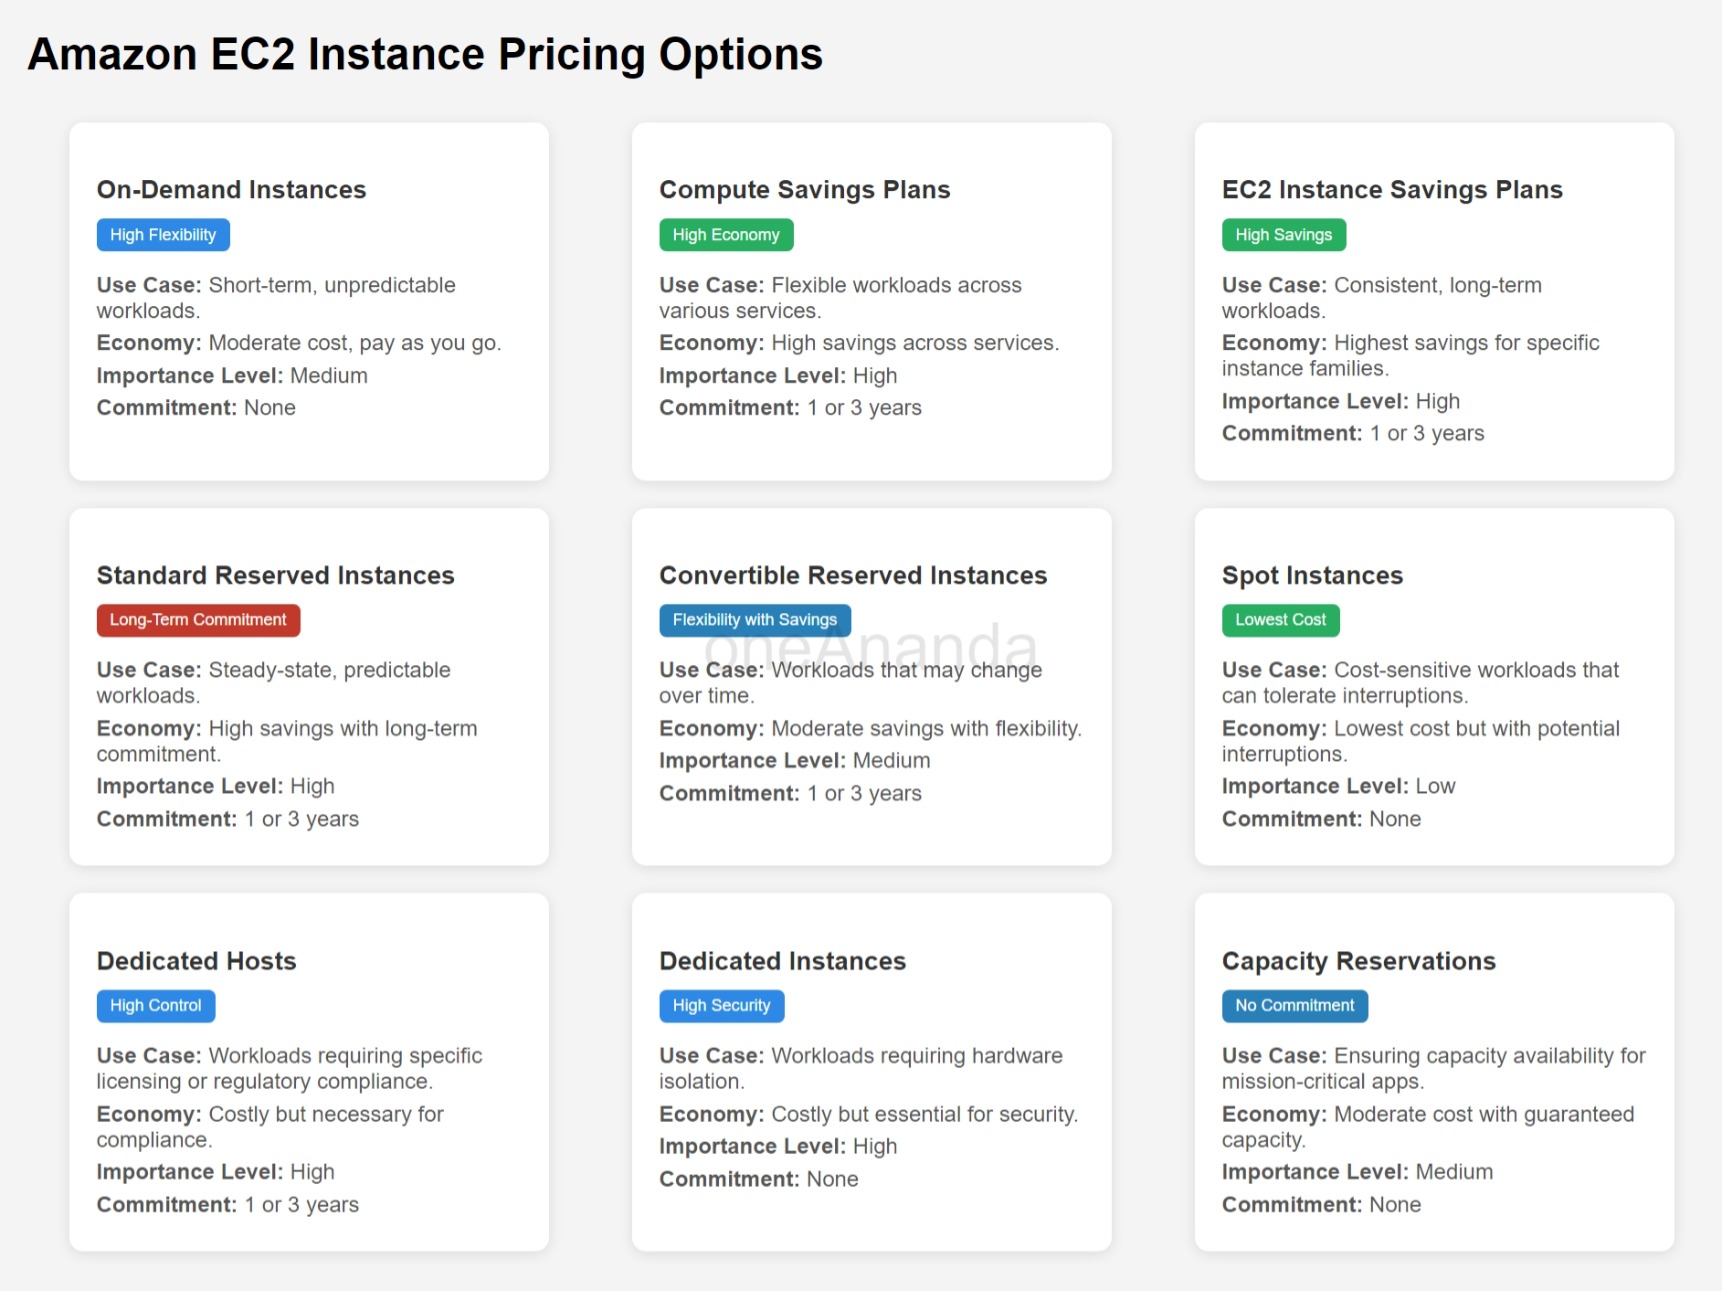 Amazon EC2 Instance Pricing Options
On-Demand Instances
High Flexibility
Use Case: Short-term, unpredictable
workloads.
Economy: Moderate cost, pay as you go.
Importance Level: Medium
Commitment: None
Compute Savings Plans
High Economy
Use Case: Flexible workloads across
various services.
Economy: High savings across services.
Importance Level: High
Commitment: 1 or 3 years
EC2 Instance Savings Plans
High Savings
Use Case: Consistent, long-term
workloads.
Economy: Highest savings for specific
instance families.
Importance Level: High
Commitment: 1 or 3 years
Standard Reserved Instances
Long-Term Commitment
Use Case: Steady-state, predictable
workloads.
Economy: High savings with long-term
commitment.
Importance Level: High
Commitment: 1 or 3 years
Convertible Reserved Instances
Flexibility with Savings
oneAnanda
Use Case: Workloads that may change
over time.
Economy: Moderate savings with flexibility.
Importance Level: Medium
Commitment: 1 or 3 years
Spot Instances
Lowest Cost
Use Case: Cost-sensitive workloads that
can tolerate interruptions.
Economy: Lowest cost but with potential
interruptions.
Importance Level: Low
Commitment: None
Dedicated Hosts
High Control
Use Case: Workloads requiring specific
licensing or regulatory compliance.
Economy: Costly but necessary for
compliance.
Importance Level: High
Commitment: 1 or 3 years
Dedicated Instances
High Security
Use Case: Workloads requiring hardware
isolation.
Economy: Costly but essential for security.
Importance Level: High
Commitment: None
Capacity Reservations
No Commitment
Use Case: Ensuring capacity availability for
mission-critical apps.
Economy: Moderate cost with guaranteed
capacity.
Importance Level: Medium
Commitment: None